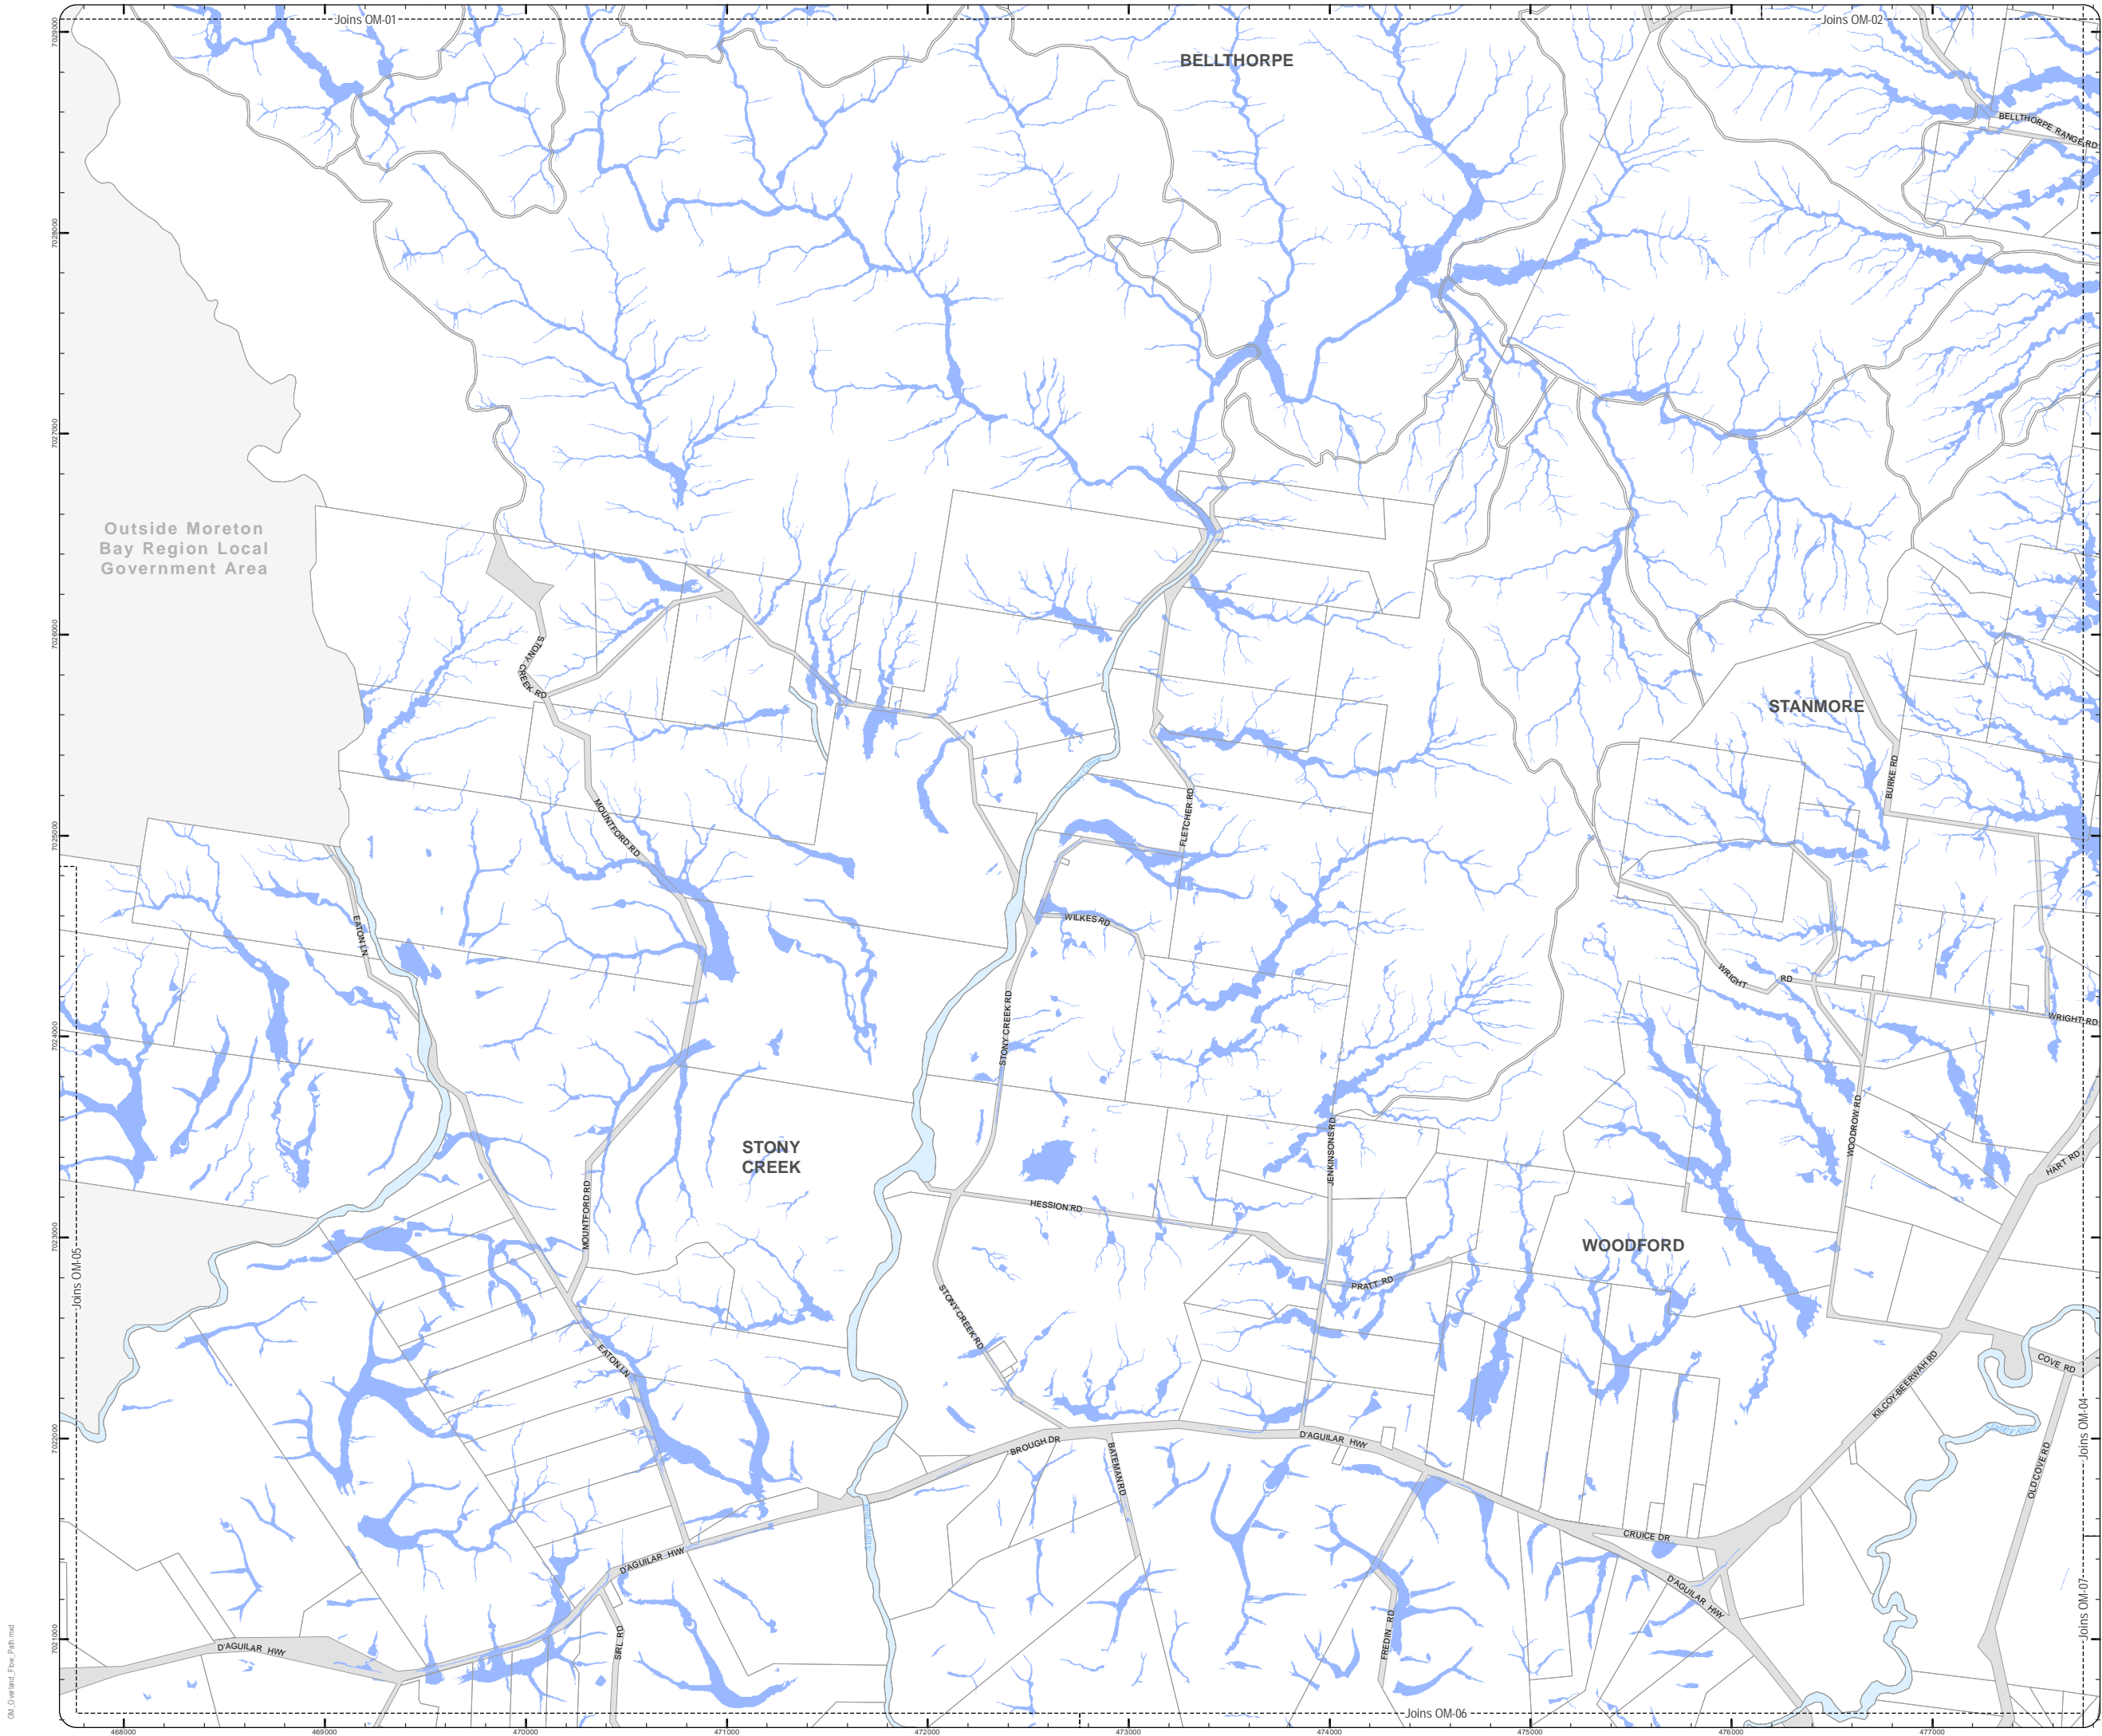 Joins OM-01
Joins OM-02
7029000
BELLTHORPE
BELLTHORPE RANGE RD
7028000
7027000
Outside Moreton
Bay Region Local
Government Area
7026000
STONY
CREEK RD
STANMORE
BURKE RD
MOUNTFORD RD
FLETCHER RD
7025000
EATON LN
WILKES RD
WRIGHT
RD
WRIGHT RD
STONY CREEK RD
7024000
WOODROW RD
JENKINSONS RD
STONY
CREEK
HART RD
MOUNTFORD RD
HESSION RD
7023000
WOODFORD
Joins OM-05
PRATT RD
STONY CREEK RD
EATON LN
COVE RD
KILCOY-BEERWAH RD
7022000
BROUGH DR
D'AGUILAR HWY
BATEMAN RD
Joins OM-04
OLD COVE RD
CRUICE DR
D'AGUILAR HWY
D'AGUILAR HWY
Joins OM-07
FREDIN RD
SIRL RD
7021000
D'AGUILAR HWY
OM_Overland_Flow_Path.mxd
Joins OM-06
468000
469000
470000
471000
472000
473000
474000
475000
476000
477000